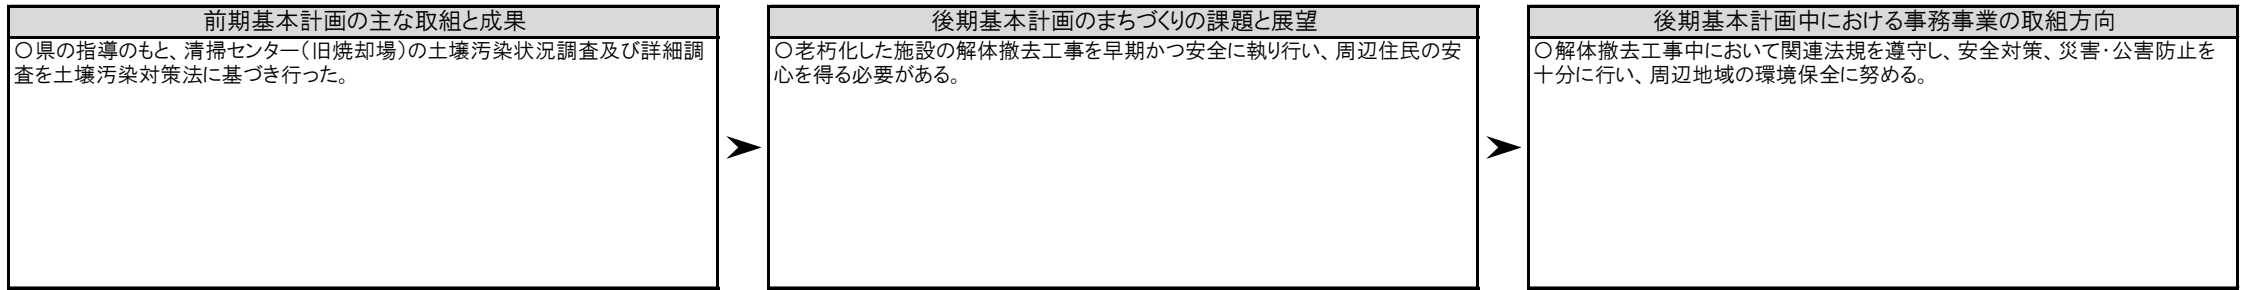 前期基本計画の主な取組と成果
〇県の指導のもと、清掃センター（旧焼却場）の土壌汚染状況調査及び詳細調
査を土壌汚染対策法に基づき行った。
後期基本計画のまちづくりの課題と展望
〇老朽化した施設の解体撤去工事を早期かつ安全に執り行い、周辺住民の安
心を得る必要がある。
後期基本計画中における事務事業の取組方向
〇解体撤去工事中において関連法規を遵守し、安全対策、災害・公害防止を
十分に行い、周辺地域の環境保全に努める。